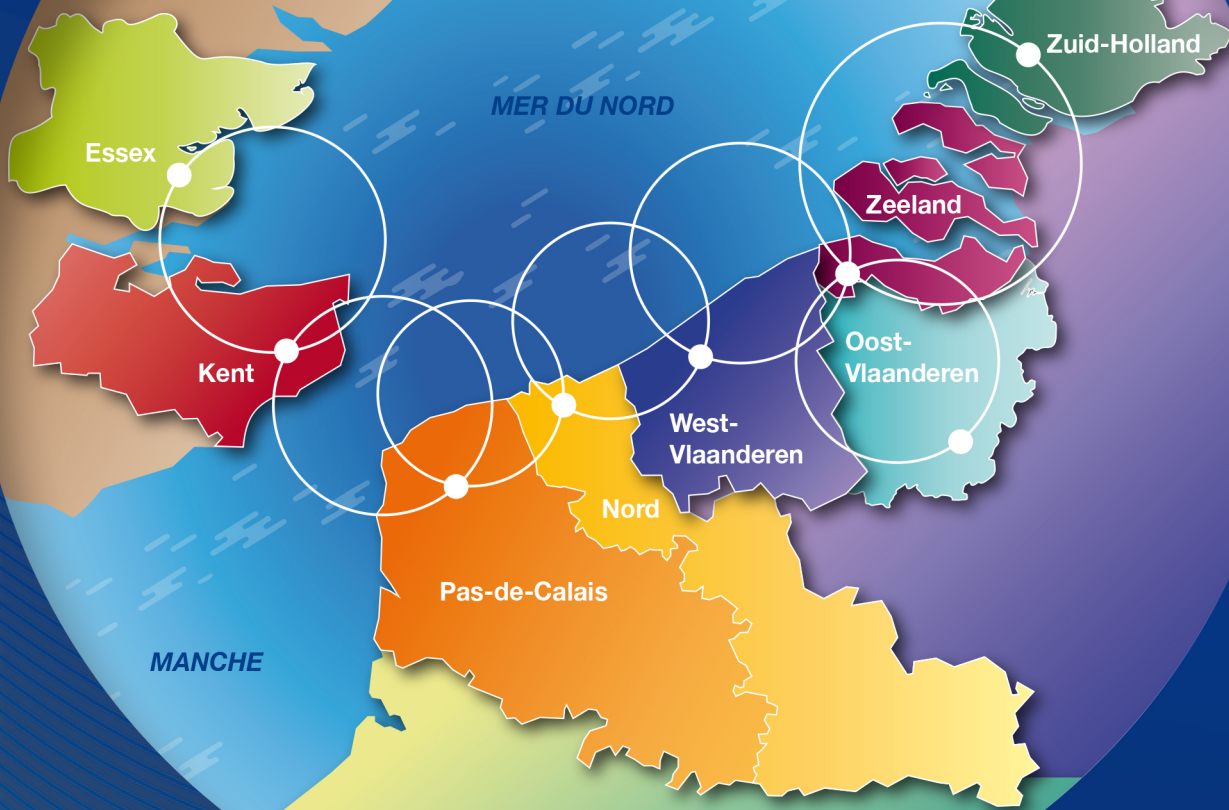 Zuid-Holland
MER DU NORD
Essex
Zeeland
Oost-
Vlaanderen
Kent
West-
Vlaanderen
Nord
Pas-de-Calais
MANCHE